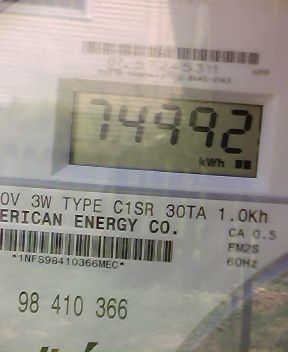 74992
kWh
0V 3W TYPE C1SR 30TA 1.0Kh
ERICAN ENERGY CO.
CA 0.5
FM2S
60Hz
*1NFS98410366MEC*
98 410 366